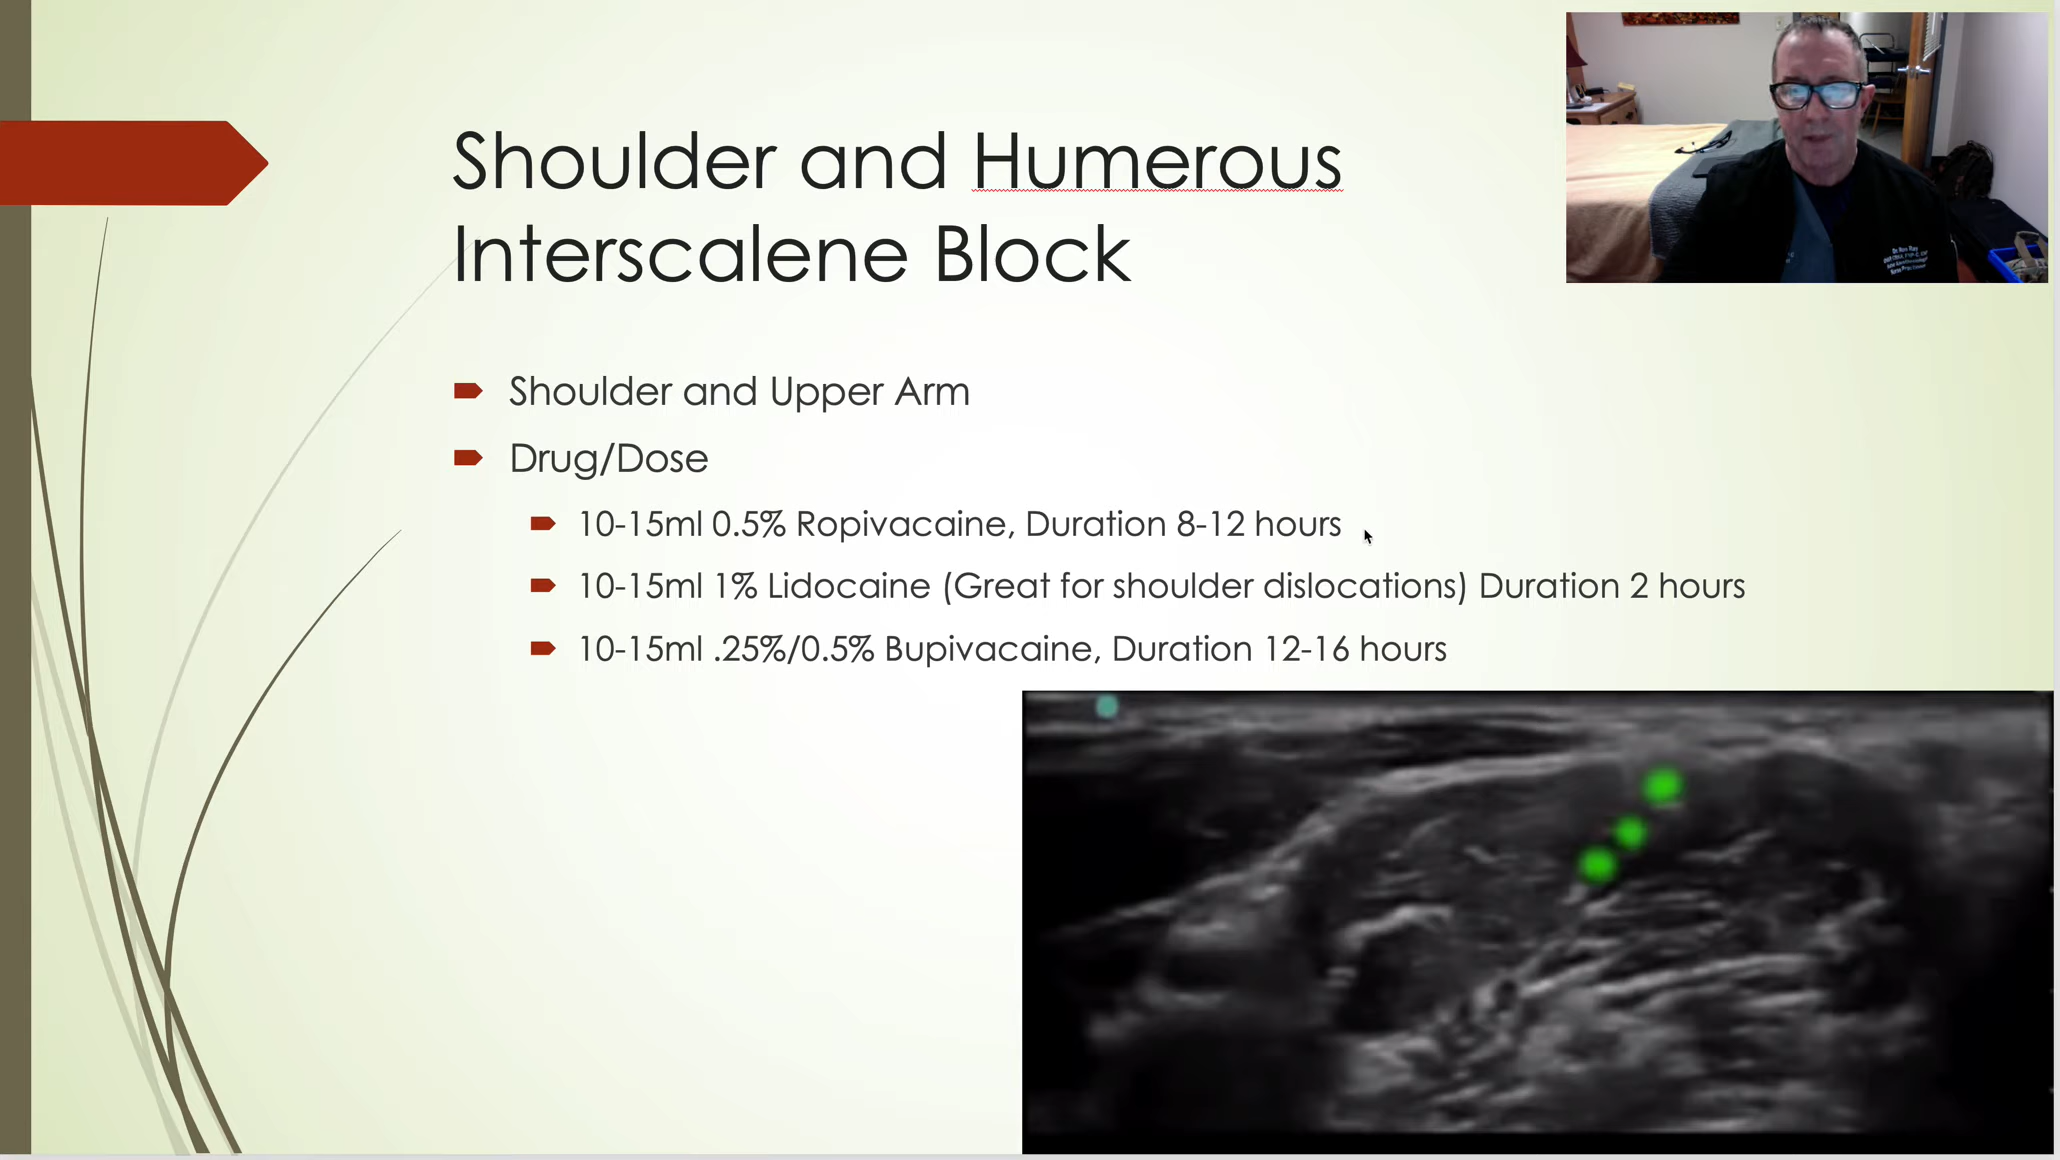 Shoulder and Humerous
Interscalene Block
Shoulder and Upper Arm
Drug/Dose
10-15ml 0.5% Ropivacaine, Duration 8-12 hours
10-15ml 1% Lidocaine (Great for shoulder dislocations) Duration 2 hours
10-15ml .25%/0.5% Bupivacaine, Duration 12-16 hours